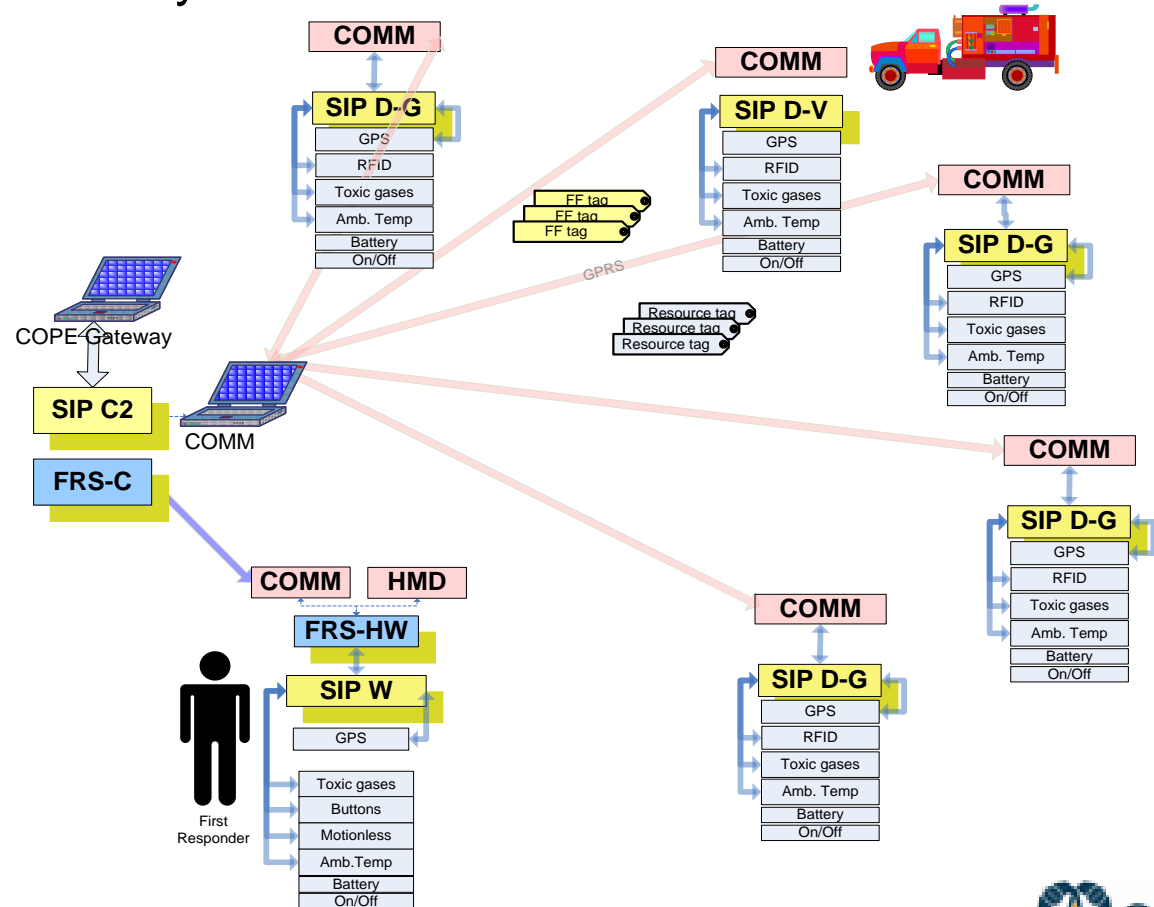 COMM
SIP D-G
GPS
RFID
Toxic gases
Amb. Temp
Battery
On/Off
COMM
SIP D-V
GPS
RFID
Toxic gases
Amb. Temp
Battery
On/Off
COMM
SIP D-G
GPS
RFID
Toxic gases
Amb. Temp
Battery
On/Off
FF tag
FF tag
FF tag
GPRS
Resource tag
Resource tag
Resource tag
COPE Gateway
SIP C2
COMM
FRS-C
COMM
SIP D-G
GPS
RFID
Toxic gases
Amb. Temp
Battery
On/Off
COMM
HMD
FRS-HW
SIP W
GPS
Toxic gases
Buttons
Motionless
Amb.Temp
Battery
On/Off
First
Responder
COMM
SIP D-G
GPS
RFID
Toxic gases
Amb. Temp
Battery
On/Off